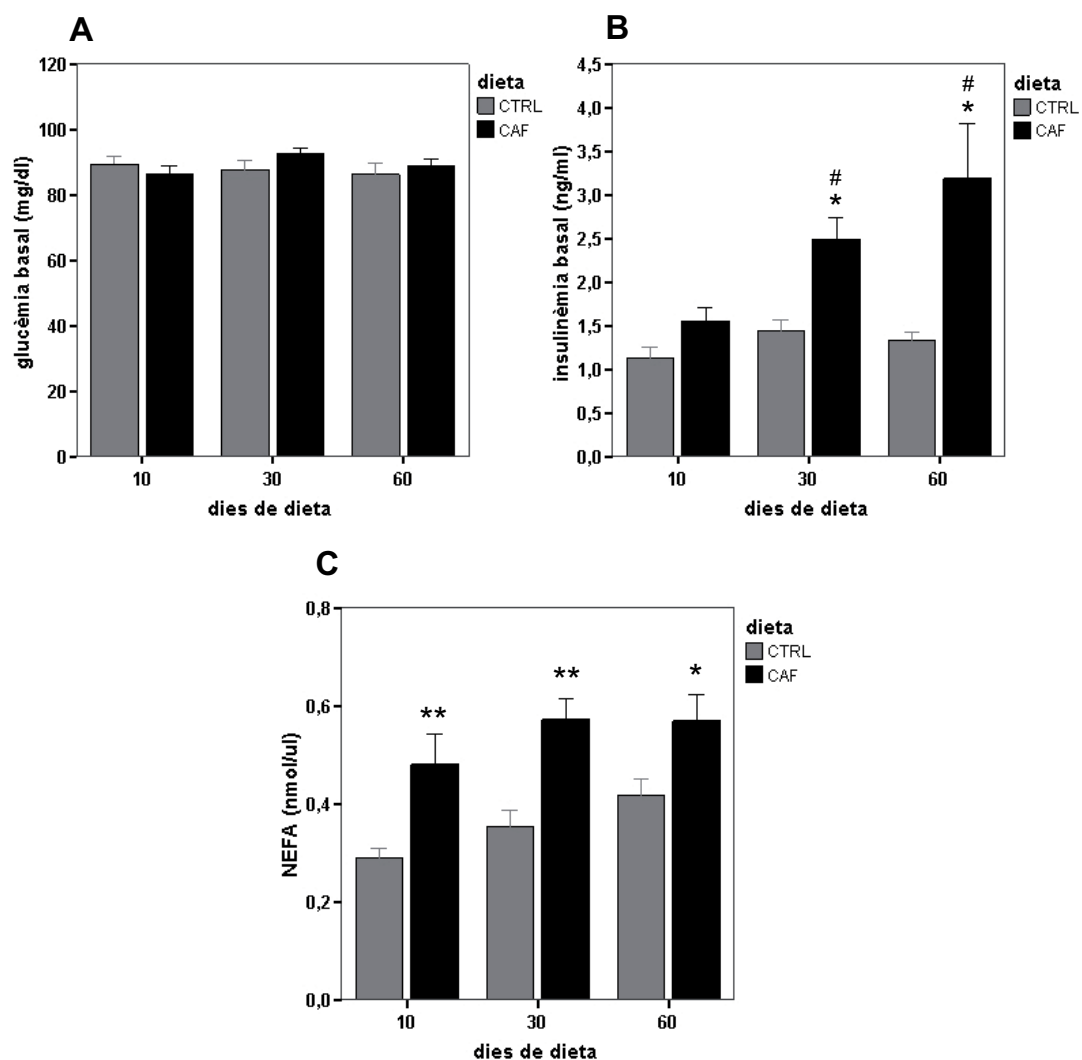 A
120
100
80
60
40
20
0
glucèmia basal (mg/dl)
10 30 60
dies de dieta
dieta
CTRL
CAF
B
4,5
4,0
3,5
3,0
2,5
2,0
1,5
1,0
0,5
0,0
insulinèmia basal (ng/ml)
#
*
#
*
10 30 60
dies de dieta
dieta
CTRL
CAF
C
0,8
0,6
0,4
0,2
0,0
NEFA (nmol/ul)
** ** *
10 30 60
dies de dieta
dieta
CTRL
CAF